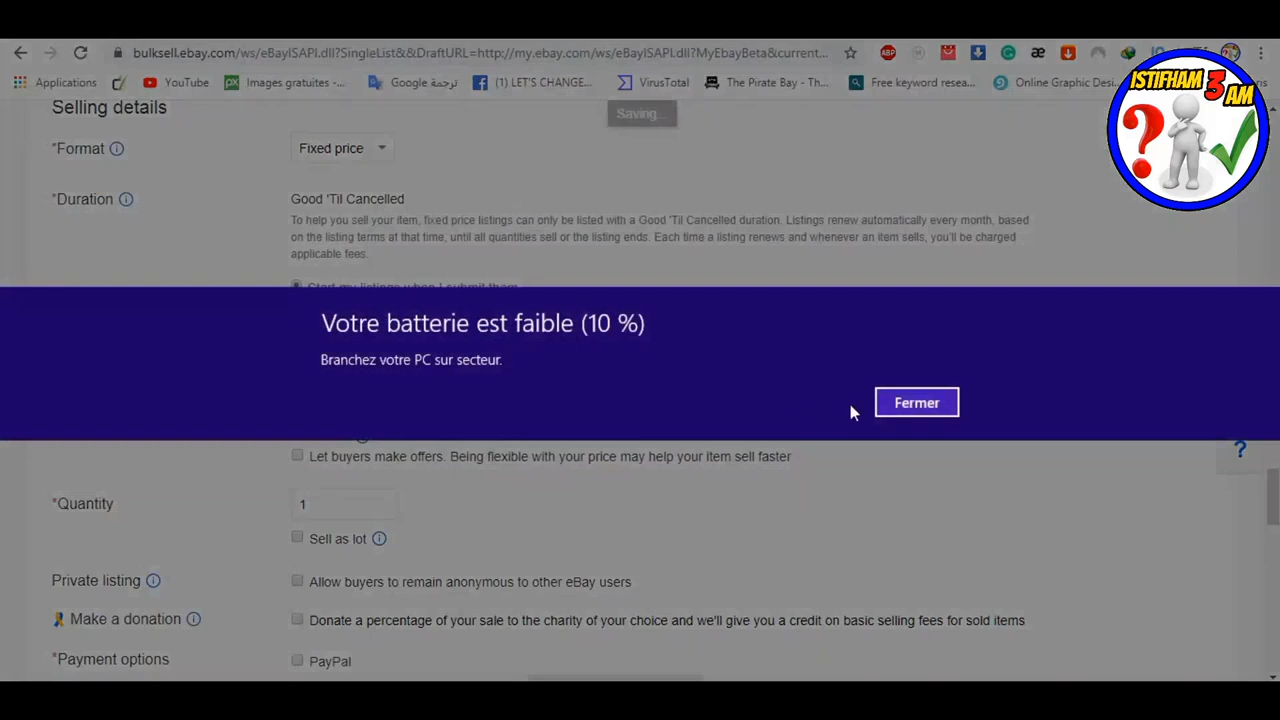 bulksell.ebay.com/ws/eBayISAPI.dll?SingleList&&DraftURL=http://my.ebay.com/ws/eBayISAPI.dll?MyEbayBeta&current...
Applications
YouTube
Images gratuites -...
Google ترجمة
(1) LET'S CHANGE...
VirusTotal
The Pirate Bay - Th...
Free keyword resea...
Online Graphic Desi...
ISTIFHAM 3 AM
Selling details
Saving...
*Format
Fixed price
*Duration
Good 'Til Cancelled
To help you sell your item, fixed price listings can only be listed with a Good 'Til Cancelled duration. Listings renew automatically every month, based
on the listing terms at that time, until all quantities sell or the listing ends. Each time a listing renews and whenever an item sells, you'll be charged
applicable fees.
Start my listings when I submit them
Votre batterie est faible (10 %)
Branchez votre PC sur secteur.
Fermer
Let buyers make offers. Being flexible with your price may help your item sell faster
*Quantity
1
Sell as lot
Private listing
Allow buyers to remain anonymous to other eBay users
Make a donation
Donate a percentage of your sale to the charity of your choice and we'll give you a credit on basic selling fees for sold items
*Payment options
PayPal